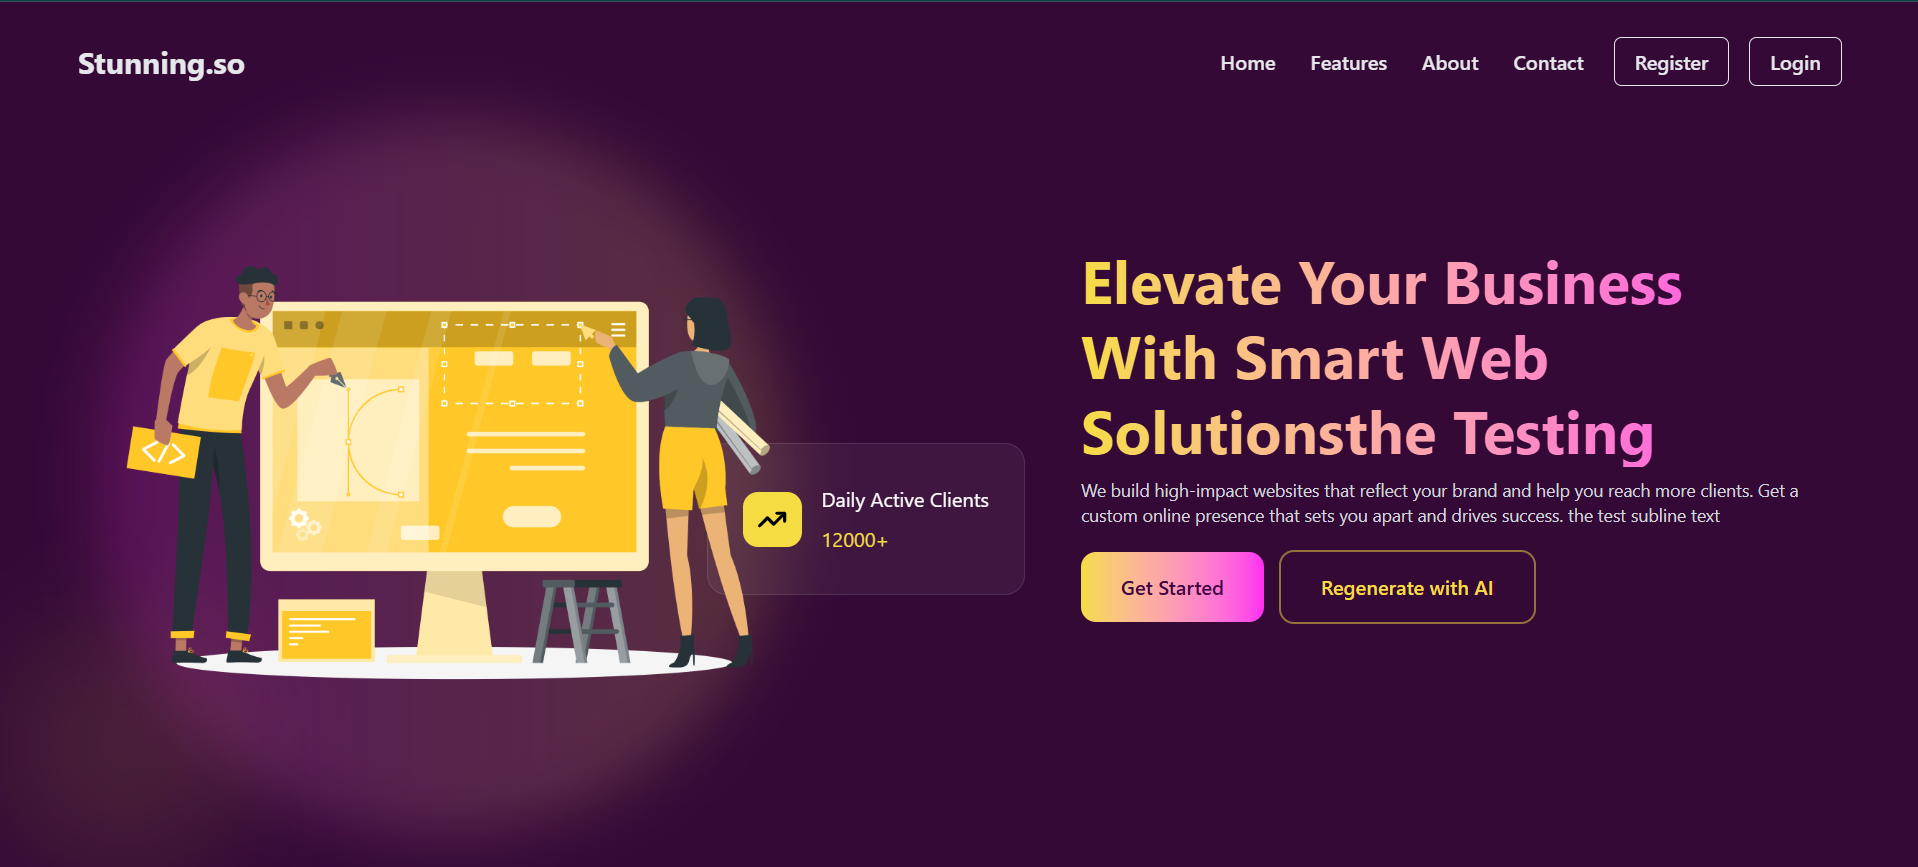 Stunning.so
Home Features About Contact Register Login
Elevate Your Business
With Smart Web
Solutionsthe Testing
We build high-impact websites that reflect your brand and help you reach more clients. Get a
custom online presence that sets you apart and drives success. the test subline text
Get Started Regenerate with AI
Daily Active Clients
12000+
</>